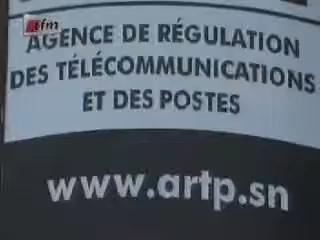 tfm
AGENCE DE RÉGULATION
DES TÉLÉCOMMUNICATIONS
ET DES POSTES
www.artp.sn